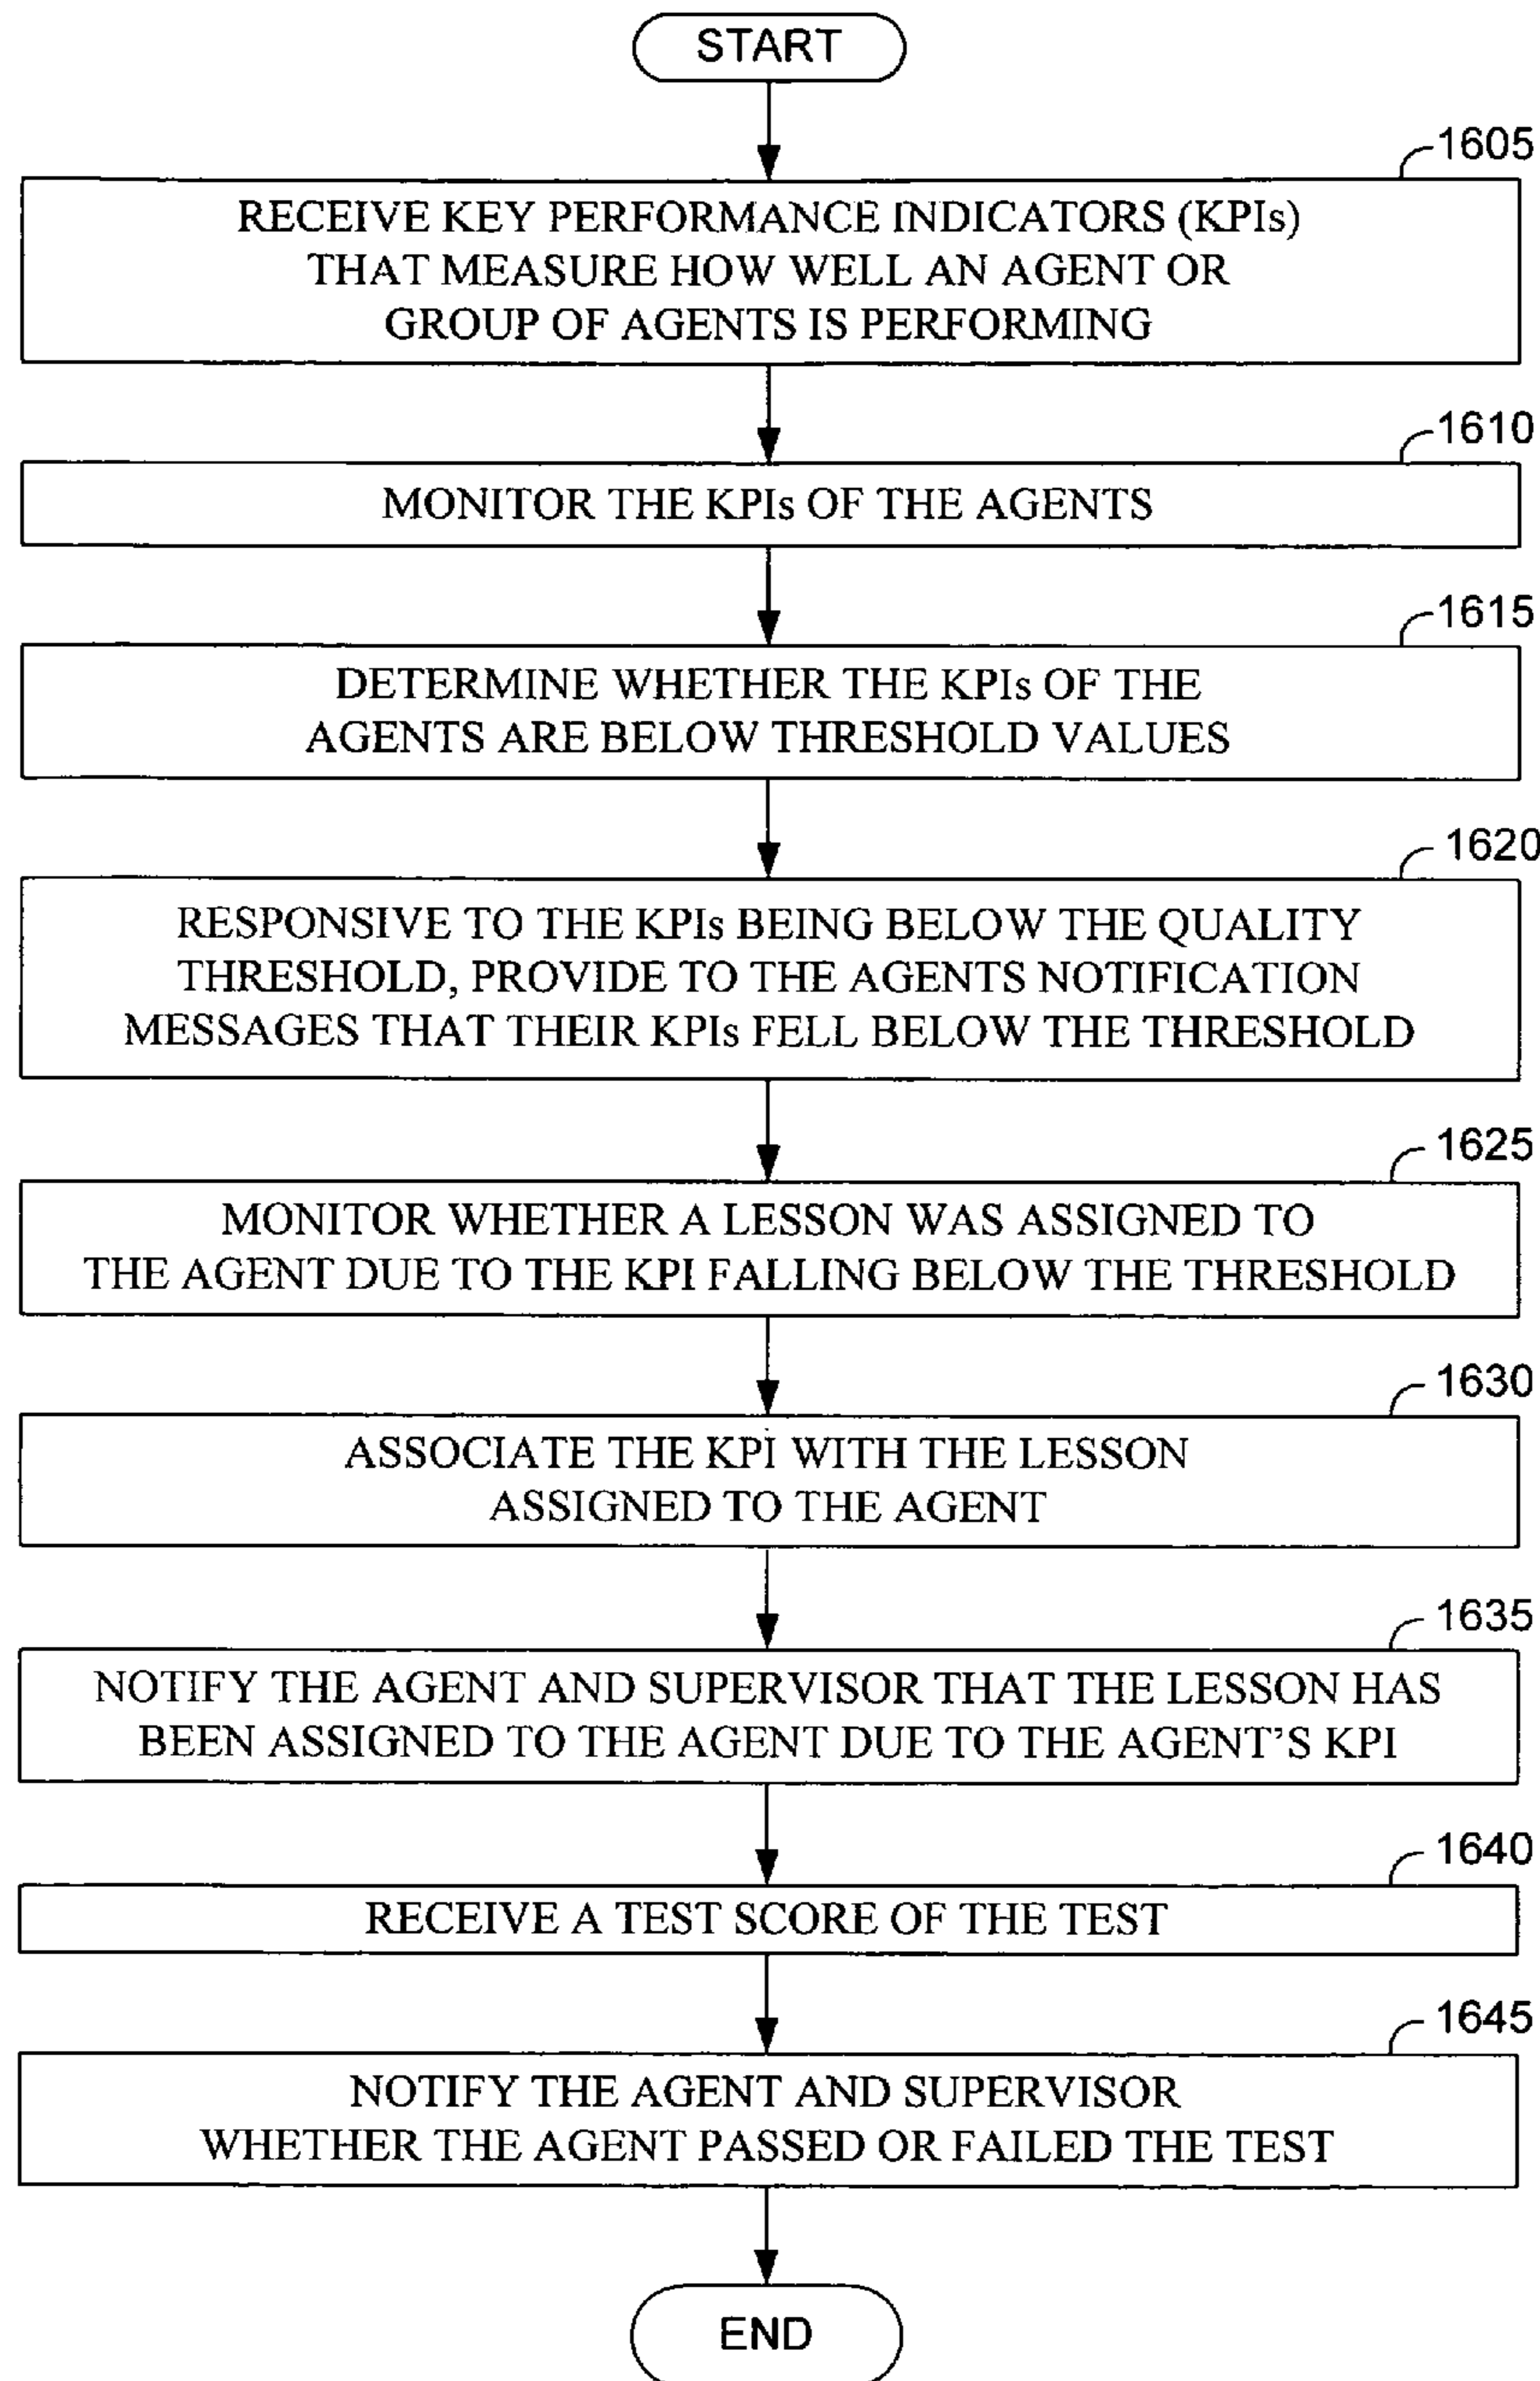 START
1605
RECEIVE KEY PERFORMANCE INDICATORS (KPIs)
THAT MEASURE HOW WELL AN AGENT OR
GROUP OF AGENTS IS PERFORMING
1610
MONITOR THE KPIs OF THE AGENTS
1615
DETERMINE WHETHER THE KPIs OF THE
AGENTS ARE BELOW THRESHOLD VALUES
1620
RESPONSIVE TO THE KPIs BEING BELOW THE QUALITY
THRESHOLD, PROVIDE TO THE AGENTS NOTIFICATION
MESSAGES THAT THEIR KPIs FELL BELOW THE THRESHOLD
1625
MONITOR WHETHER A LESSON WAS ASSIGNED TO
THE AGENT DUE TO THE KPI FALLING BELOW THE THRESHOLD
1630
ASSOCIATE THE KPI WITH THE LESSON
ASSIGNED TO THE AGENT
1635
NOTIFY THE AGENT AND SUPERVISOR THAT THE LESSON HAS
BEEN ASSIGNED TO THE AGENT DUE TO THE AGENT'S KPI
1640
RECEIVE A TEST SCORE OF THE TEST
1645
NOTIFY THE AGENT AND SUPERVISOR
WHETHER THE AGENT PASSED OR FAILED THE TEST
END